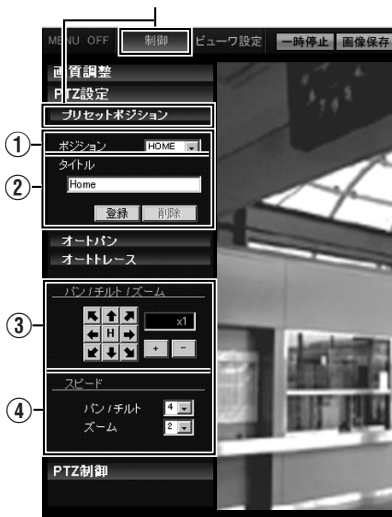 MENU OFF 制御 ビューワ設定 一時停止 画像保存
画質調整
PTZ設定
プリセットポジション
① ポジション HOME
② タイトル
Home
登録 削除
オートパン
オートトレース
③ パン/チルト/ズーム
x1
H
+ -
④ スピード
パン/チルト 4
ズーム 2
PTZ制御